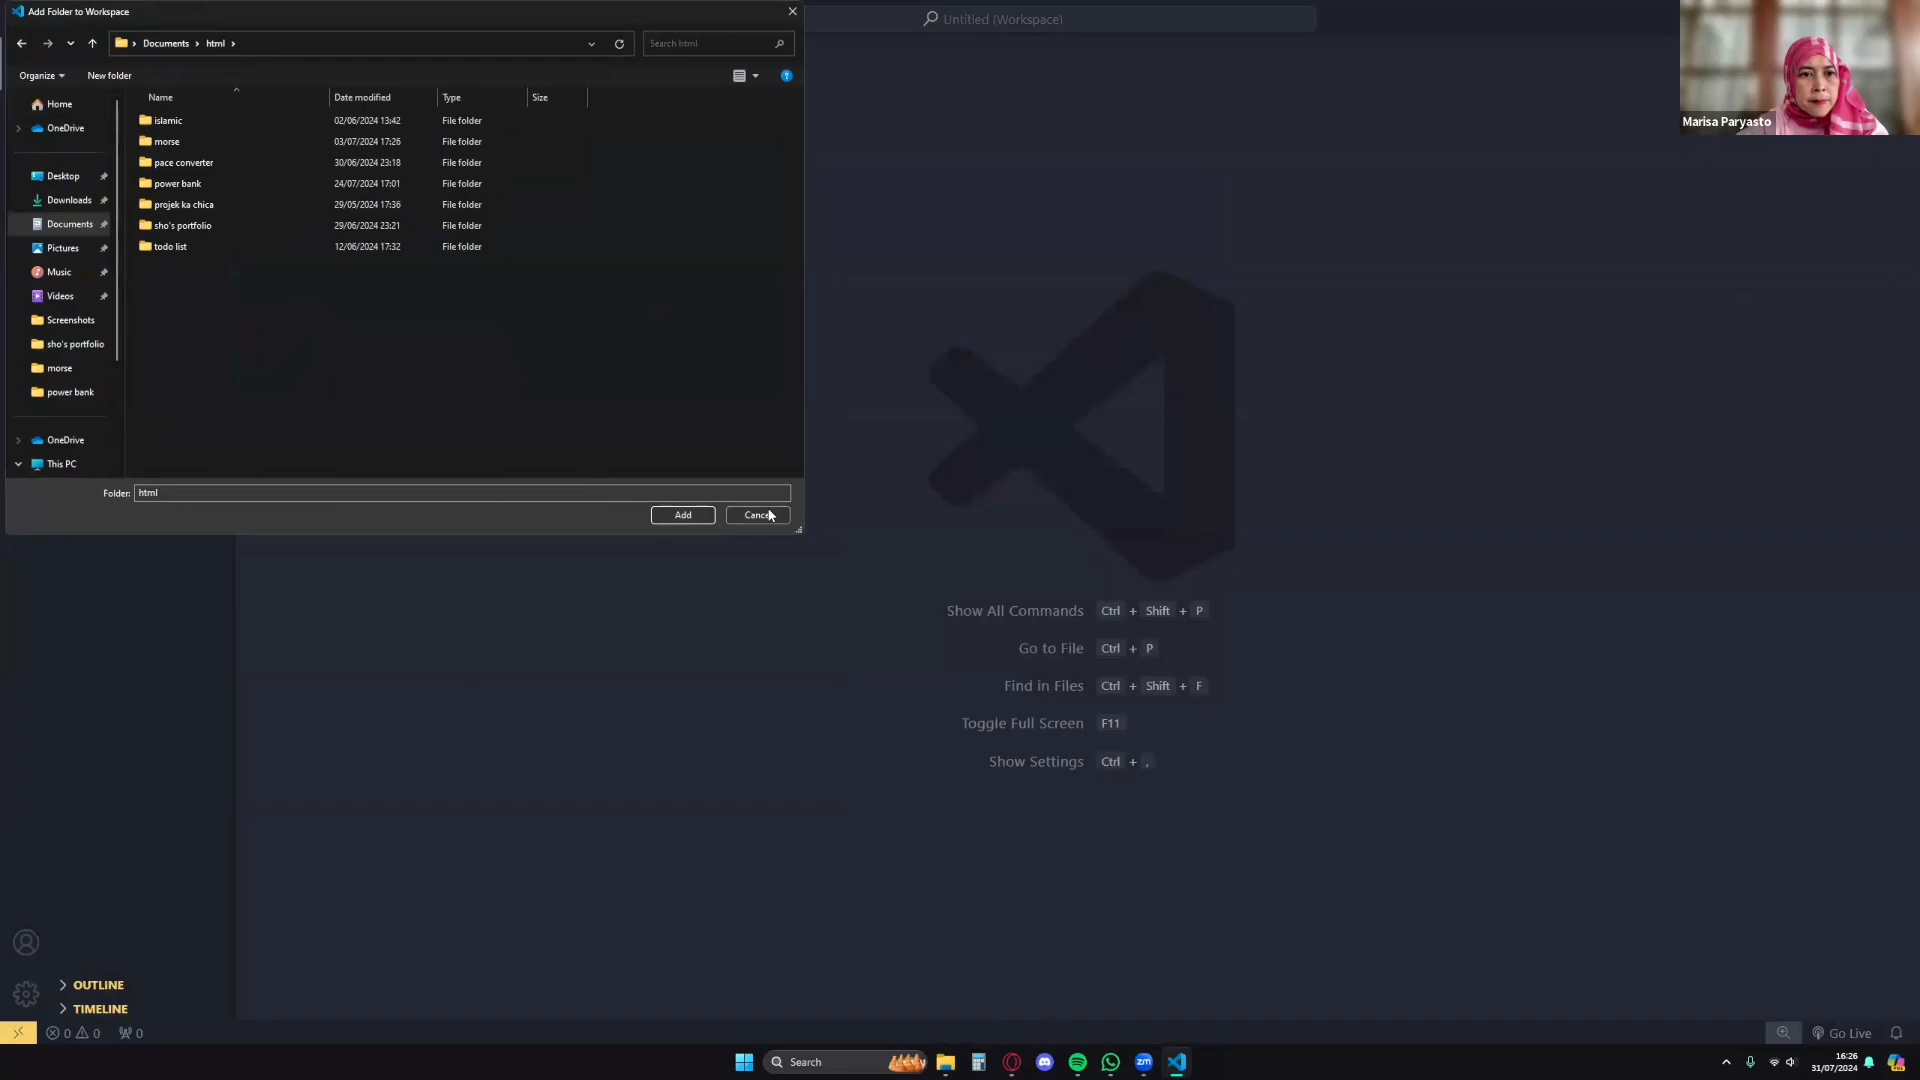 Add Folder to Workspace
Untitled (Workspace)
Documents
html
Search html
Organize
New folder
Name
Date modified
Type
Size
Home
OneDrive
Desktop
Downloads
Documents
Pictures
Music
Videos
Screenshots
sho's portfolio
morse
power bank
OneDrive
This PC
islamic 02/06/2024 13:42 File folder
morse 03/07/2024 17:26 File folder
pace converter 30/06/2024 23:18 File folder
power bank 24/07/2024 17:01 File folder
projek ka chica 29/05/2024 17:36 File folder
sho's portfolio 29/06/2024 23:21 File folder
todo list 12/06/2024 17:32 File folder
Folder: html
Add
Cancel
Marisa Paryasto
Show All Commands Ctrl + Shift + P
Go to File Ctrl + P
Find in Files Ctrl + Shift + F
Toggle Full Screen F11
Show Settings Ctrl + ,
OUTLINE
TIMELINE
0 0 0
Go Live
Search
zm
16:26
31/07/2024